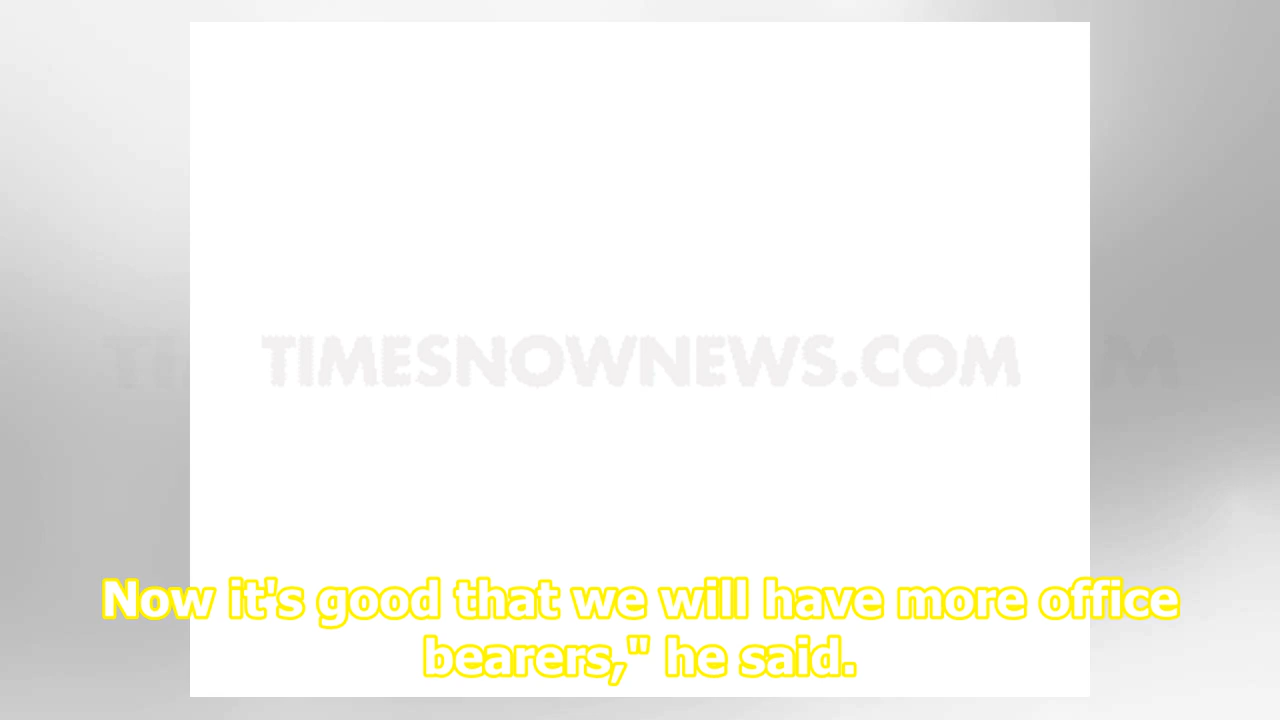 TIMESNOWNEWS.COM
Now it's good that we will have more office
bearers," he said.